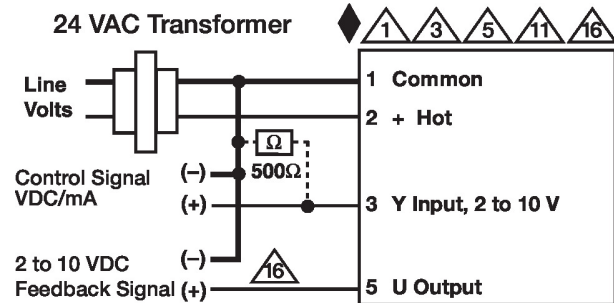 24 VAC Transformer
1 3 5 11 16
Line
Volts
1 Common
2 + Hot
Ω
500Ω
Control Signal (–)
VDC/mA
(+)
3 Y Input, 2 to 10 V
2 to 10 VDC (–)
Feedback Signal (+)
16
5 U Output